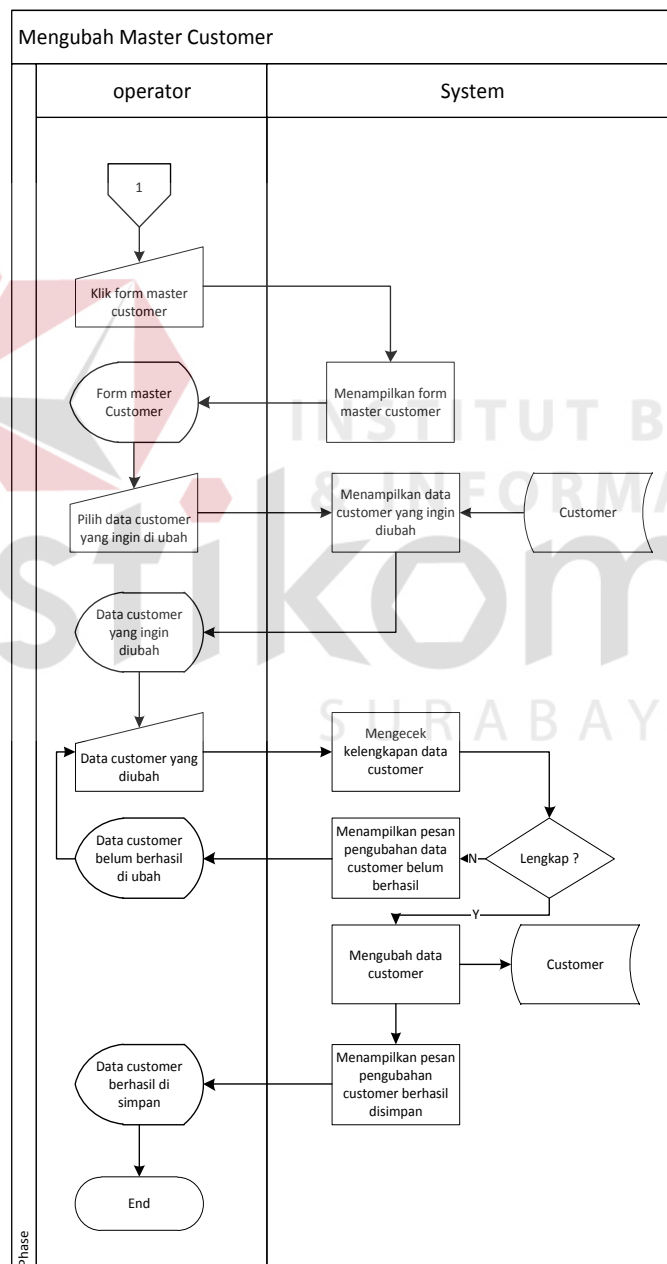 Mengubah Master Customer
operator
System
1
Klik form master
customer
Form master
Customer
Menampilkan form
master customer
INSTITUT B
& INFORMA
stikom
SURABAY
Pilih data customer
yang ingin di ubah
Menampilkan data
customer yang ingin
diubah
Customer
Data customer
yang ingin
diubah
Data customer yang
diubah
Mengecek
kelengkapan data
customer
Data customer
belum berhasil
di ubah
Menampilkan pesan
pengubahan data
customer belum
berhasil
N
Lengkap ?
Y
Mengubah data
customer
Customer
Data customer
berhasil di
simpan
Menampilkan pesan
pengubahan
customer berhasil
disimpan
End
Phase